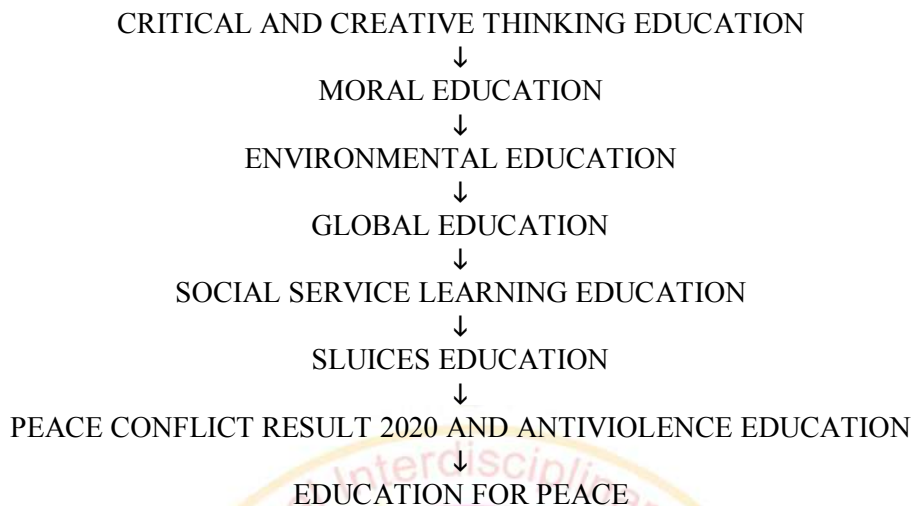 CRITICAL AND CREATIVE THINKING EDUCATION
↓
MORAL EDUCATION
↓
ENVIRONMENTAL EDUCATION
↓
GLOBAL EDUCATION
↓
SOCIAL SERVICE LEARNING EDUCATION
↓
SLUICES EDUCATION
↓
PEACE CONFLICT RESULT 2020 AND ANTIVIOLENCE EDUCATION
↓
EDUCATION FOR PEACE